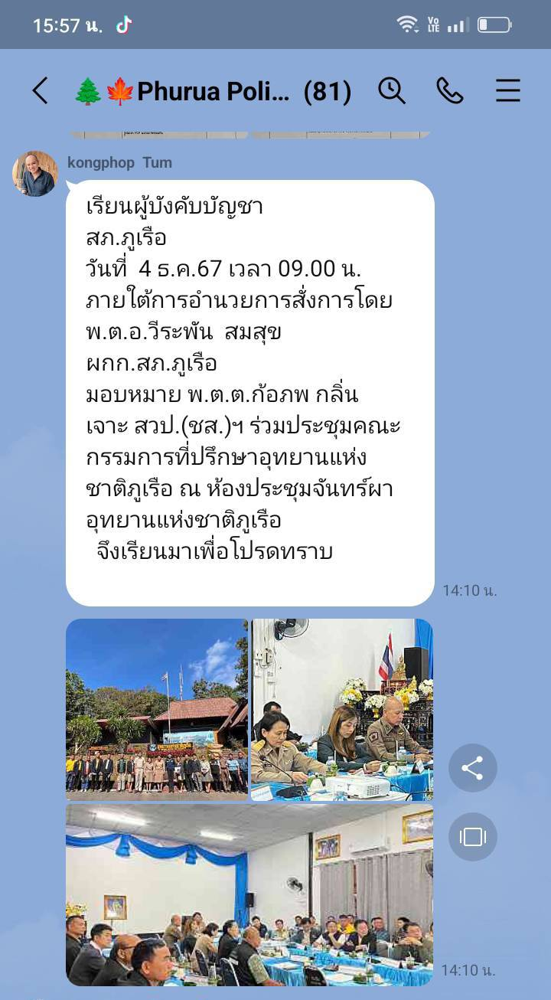 15:57 น.
Vo LTE
🌲🍁Phurua Poli... (81)
kongphop Tum
เรียนผู้บังคับบัญชา
สภ.ภูเรือ
วันที่ 4 ธ.ค.67 เวลา 09.00 น.
ภายใต้การอำนวยการสั่งการโดย
พ.ต.อ.วีระพัน สมสุข
ผกก.สภ.ภูเรือ
มอบหมาย พ.ต.ต.ก้อภพ กลิ่น
เจาะ สวป.(ชส.)ฯ ร่วมประชุมคณะ
กรรมการที่ปรึกษาอุทยานแห่ง
ชาติภูเรือ ณ ห้องประชุมจันทร์ผา
อุทยานแห่งชาติภูเรือ
จึงเรียนมาเพื่อโปรดทราบ
14:10 น.
14:10 น.